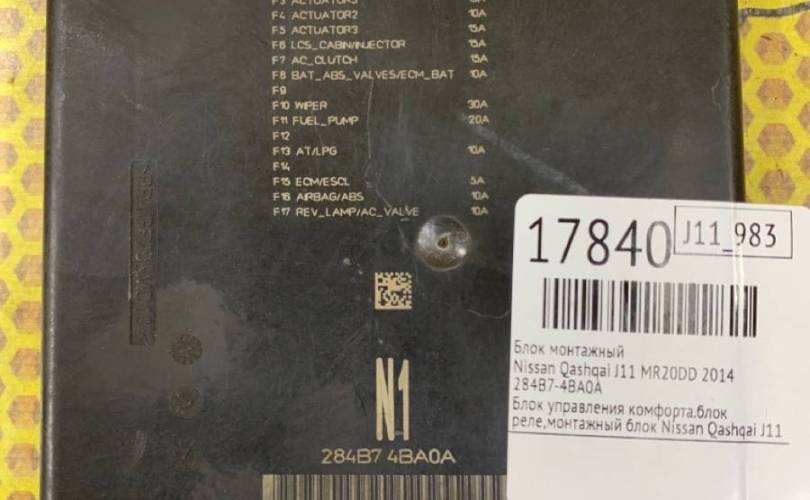 F3 ACTUATOR3
F4 ACTUATOR2 10A
F5 ACTUATOR3 15A
F6 LCS_CABIN/INJECTOR 15A
F7 AC_CLUTCH 15A
F8 BAT_ABS_VALVES/ECM_BAT 10A
F9
F10 WIPER 30A
F11 FUEL_PUMP 20A
F12
F13 AT/LPG 10A
F14
F15 ECM/ESCL 5A
F16 AIRBAG/ABS 10A
F17 REV_LAMP/AC_VALVE 10A
N1
284B7 4BA0A
17840 J11_983
Блок монтажный
Nissan Qashqai J11 MR20DD 2014
284B7-4BA0A
Блок управления комфорта.блок
реле,монтажный блок Nissan Qashqai J11